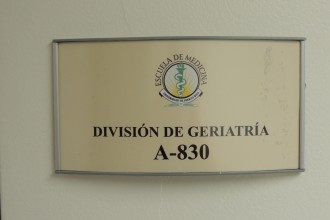 ESCUELA DE MEDICINA
DIVISIÓN DE GERIATRÍA
A-830